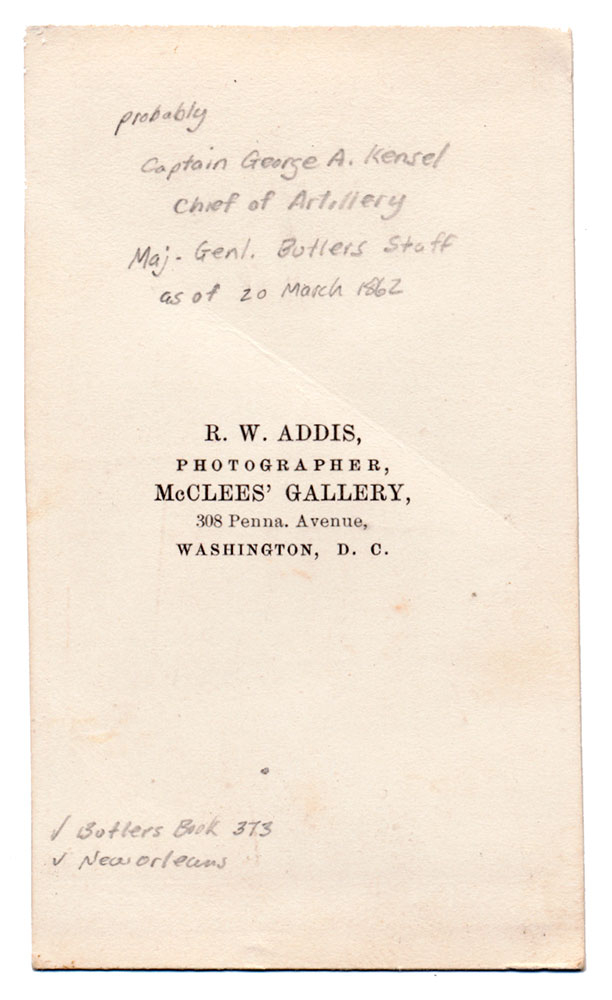 probably
Captain George A. Kensel
Chief of Artillery
Maj-Genl. Butlers Staff
as of 20 March 1862
R. W. ADDIS,
PHOTOGRAPHER,
McCLEES' GALLERY,
308 Penna. Avenue,
WASHINGTON, D. C.
✓ Butlers Book 373
✓ New Orleans